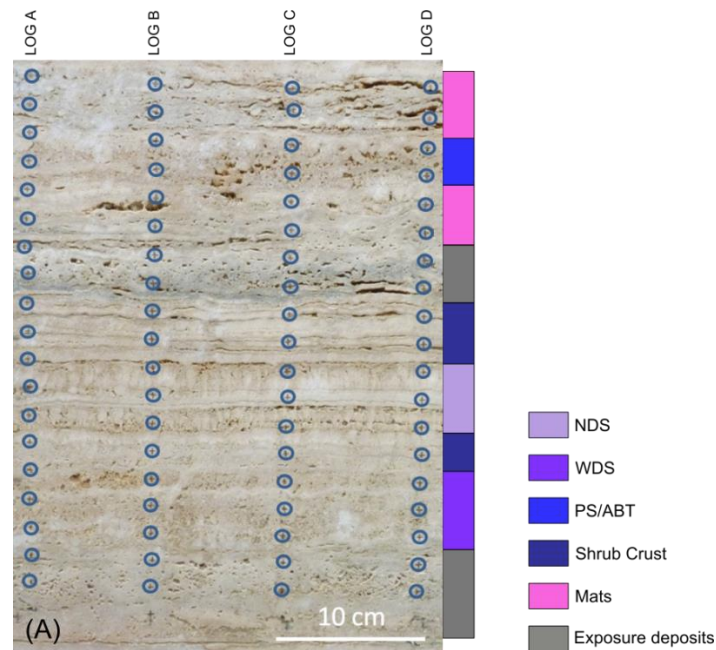 LOG A
LOG B
LOG C
LOG D
NDS
WDS
PS/ABT
Shrub Crust
Mats
Exposure deposits
10 cm
(A)